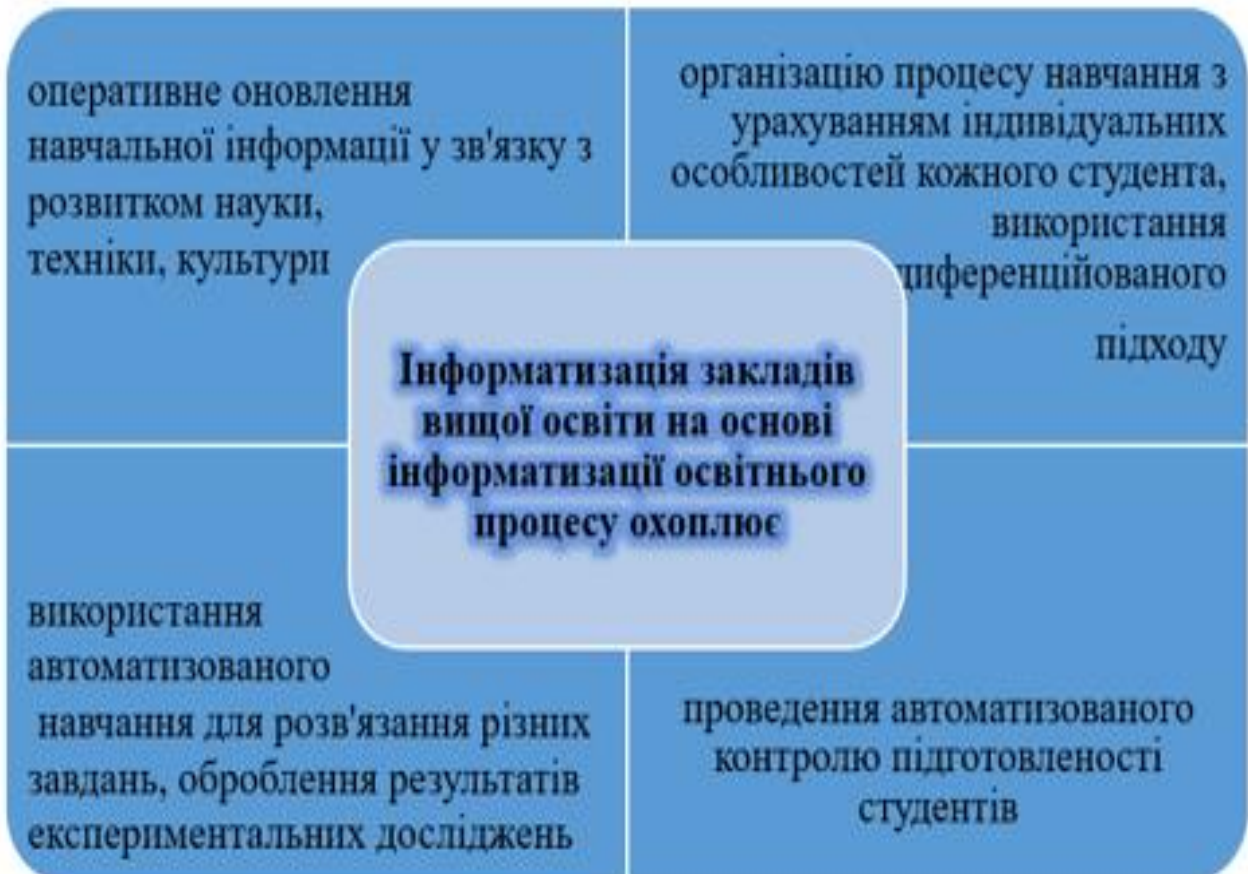 оперативне оновлення
навчальної інформації у зв'язку з
розвитком науки,
техніки, культури
організацію процесу навчання з
урахуванням індивідуальних
особливостей кожного студента,
використання
диференційованого
підходу
Інформатизація закладів
вищої освіти на основі
інформатизації освітнього
процесу охоплює
використання
автоматизованого
навчання для розв'язання різних
завдань, оброблення результатів
експериментальних досліджень
проведення автоматизованого
контролю підготовленості
студентів